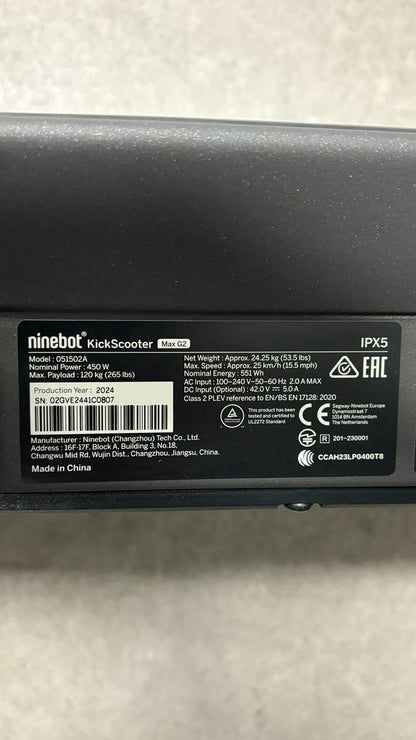 ninebot® KickScooter Max G2 IPX5
Model : 051502A
Nominal Power : 450 W
Max. Payload : 120 kg (265 lbs)
Net Weight : Approx. 24.25 kg (53.5 lbs)
Max. Speed : Approx. 25 km/h (15.5 mph)
Nominal Energy : 551 Wh
AC Input : 100-240 V~50-60 Hz 2.0 A MAX
DC Input (Optional) : 42.0 V⎓ 5.0 A
Class 2 PLEV reference to EN/BS EN 17128: 2020
EAC
Production Year : 2024
SN: 02GVE2441C0807
This product has been
tested and certified to
UL2272 Standard
CE
Segway-Ninebot Europe
Dynamostraat 7
1014 BN Amsterdam
The Netherlands
R 201-230001
CCAH23LP0400T8
Manufacturer : Ninebot (Changzhou) Tech Co., Ltd.
Address : 16F-17F, Block A, Building 3, No.18,
Changwu Mid Rd, Wujin Dist., Changzhou, Jiangsu, China.
Made in China